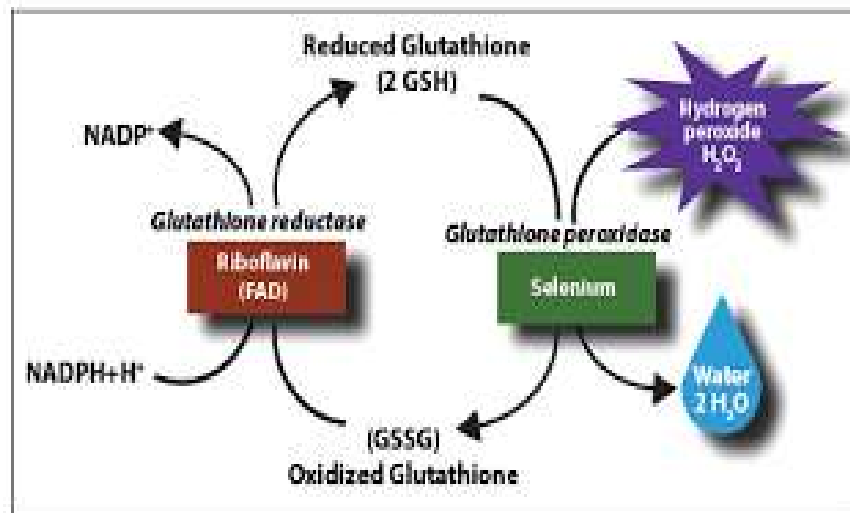 Reduced Glutathione
(2 GSH)
Hydrogen
peroxide
H₂O₂
NADP⁺
Glutathione reductase
Glutathione peroxidase
Riboflavin
(FAD)
Selenium
NADPH+H⁺
Water
2 H₂O
(GSSG)
Oxidized Glutathione